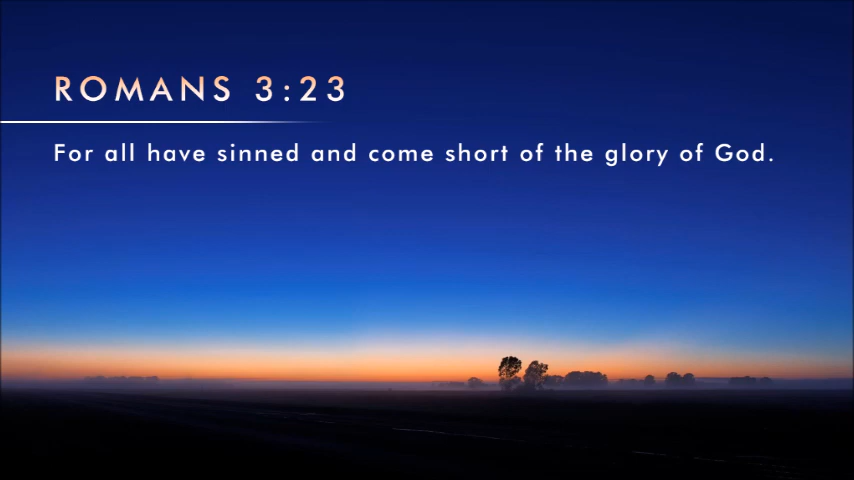 ROMANS 3:23
For all have sinned and come short of the glory of God.